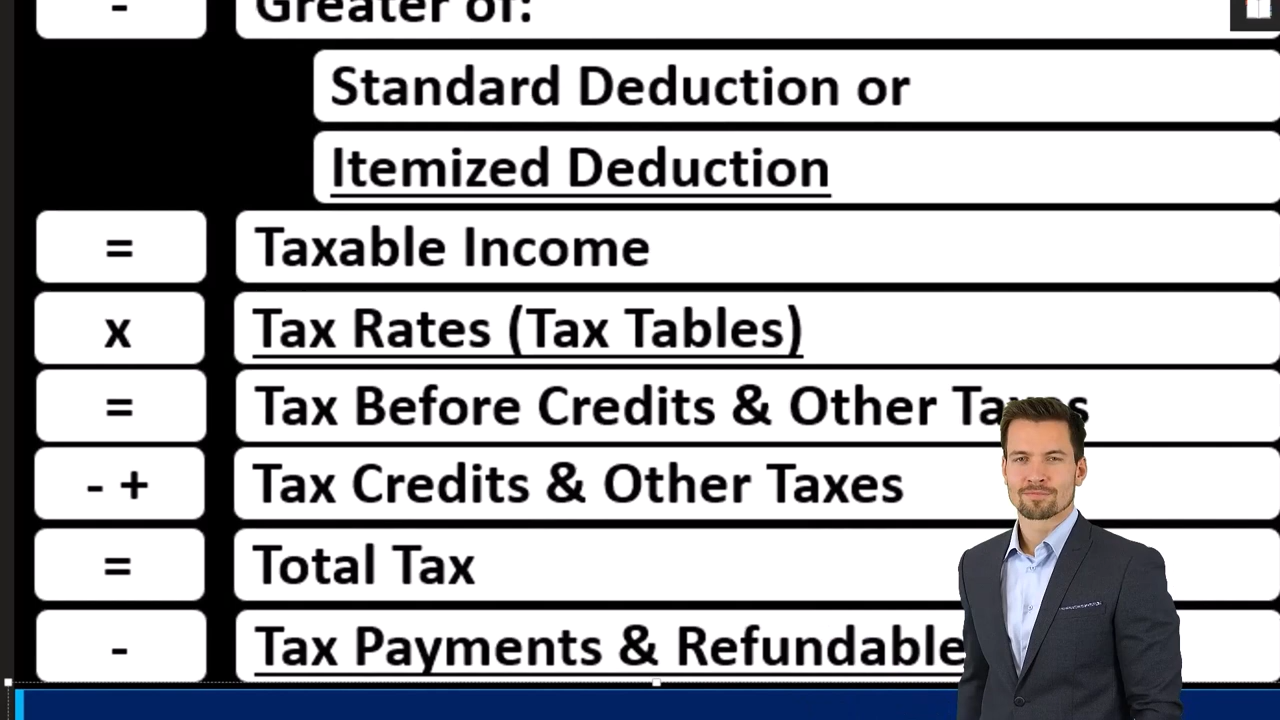 - Greater of:
Standard Deduction or
Itemized Deduction
= Taxable Income
x Tax Rates (Tax Tables)
= Tax Before Credits & Other Taxes
- + Tax Credits & Other Taxes
= Total Tax
- Tax Payments & Refundable